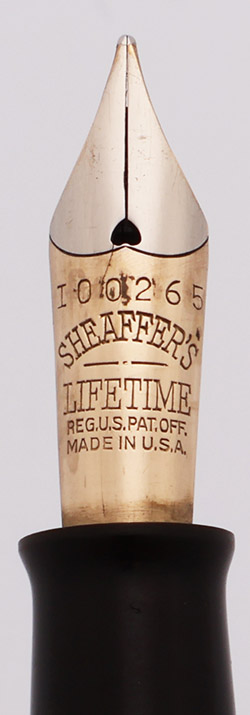 100265
SHEAFFER'S
LIFETIME
REG.U.S.PAT.OFF.
MADE IN U.S.A.